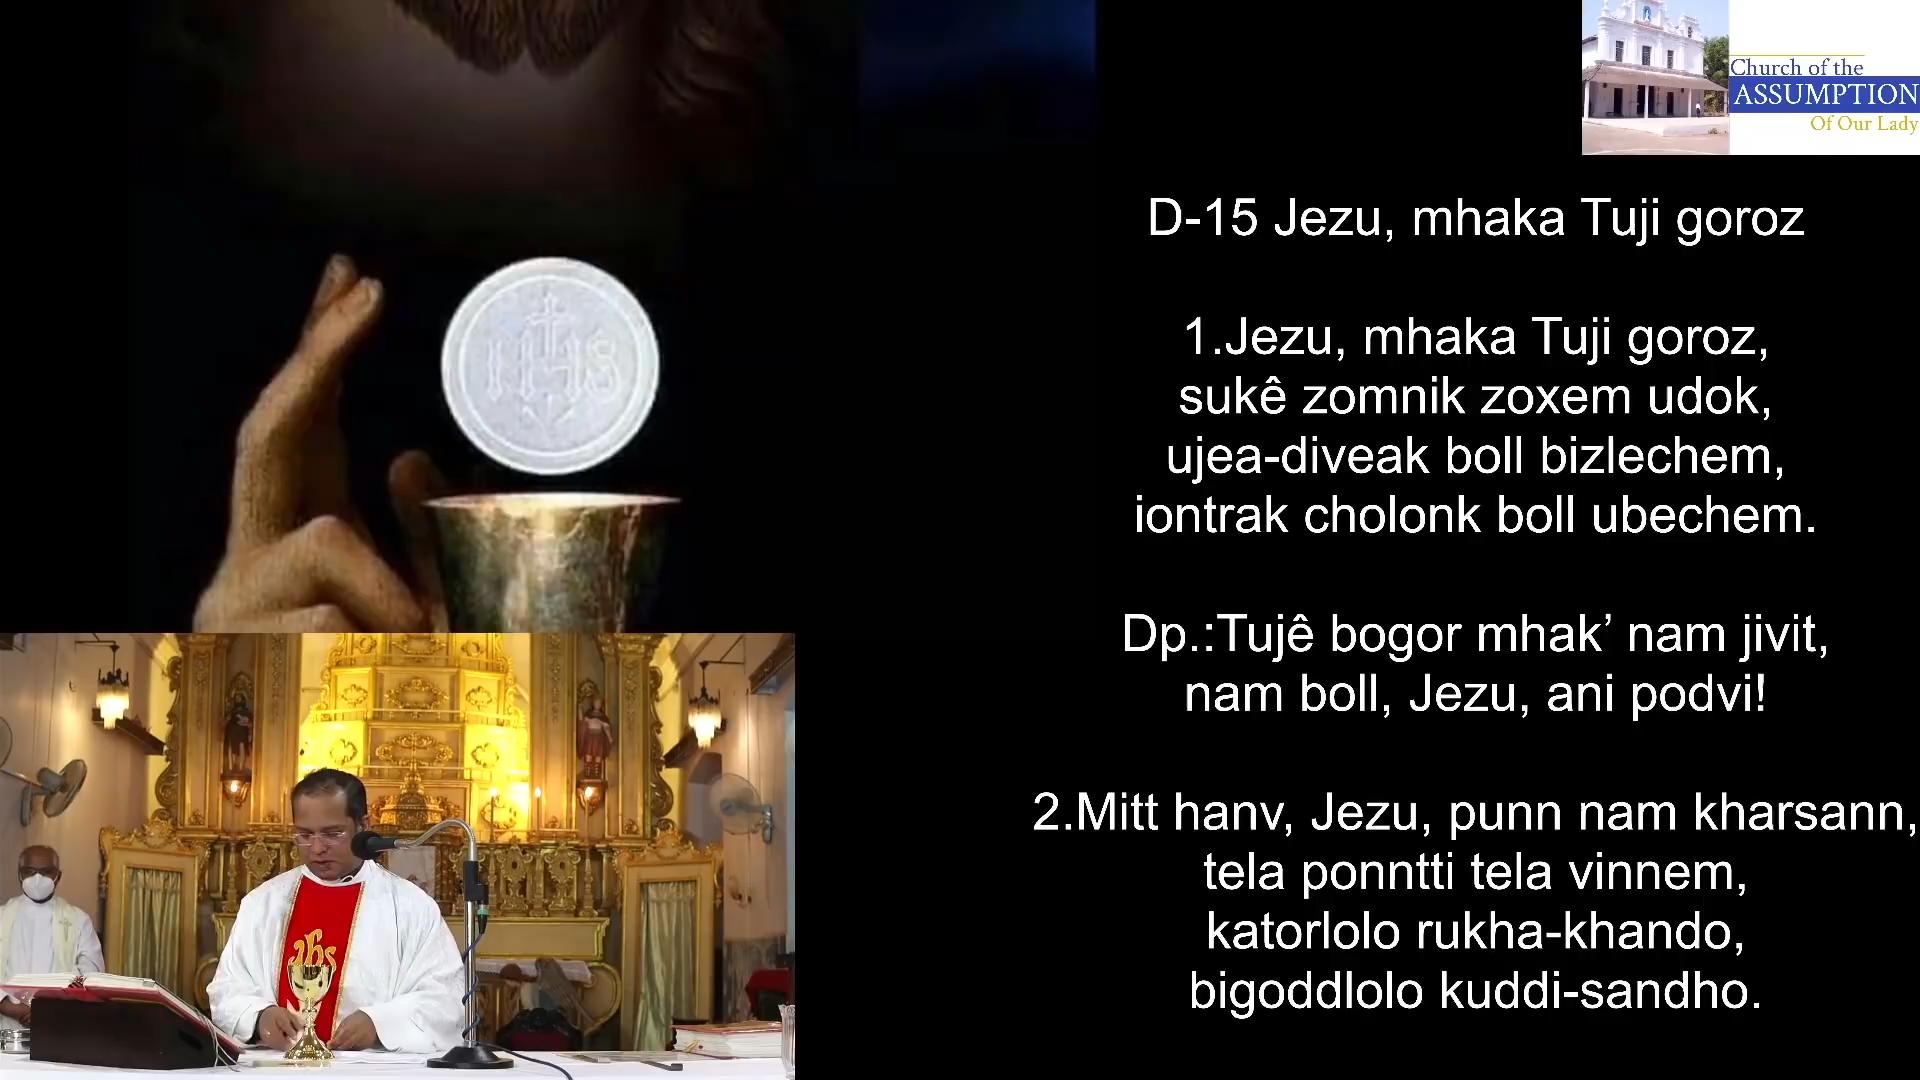 Church of the
ASSUMPTION
Of Our Lady
D-15 Jezu, mhaka Tuji goroz
1.Jezu, mhaka Tuji goroz,
sukê zomnik zoxem udok,
ujea-diveak boll bizlechem,
iontrak cholonk boll ubechem.
Dp.:Tujê bogor mhak’ nam jivit,
nam boll, Jezu, ani podvi!
2.Mitt hanv, Jezu, punn nam kharsann,
tela ponntti tela vinnem,
katorlolo rukha-khando,
bigoddlolo kuddi-sandho.
IHS
JHS